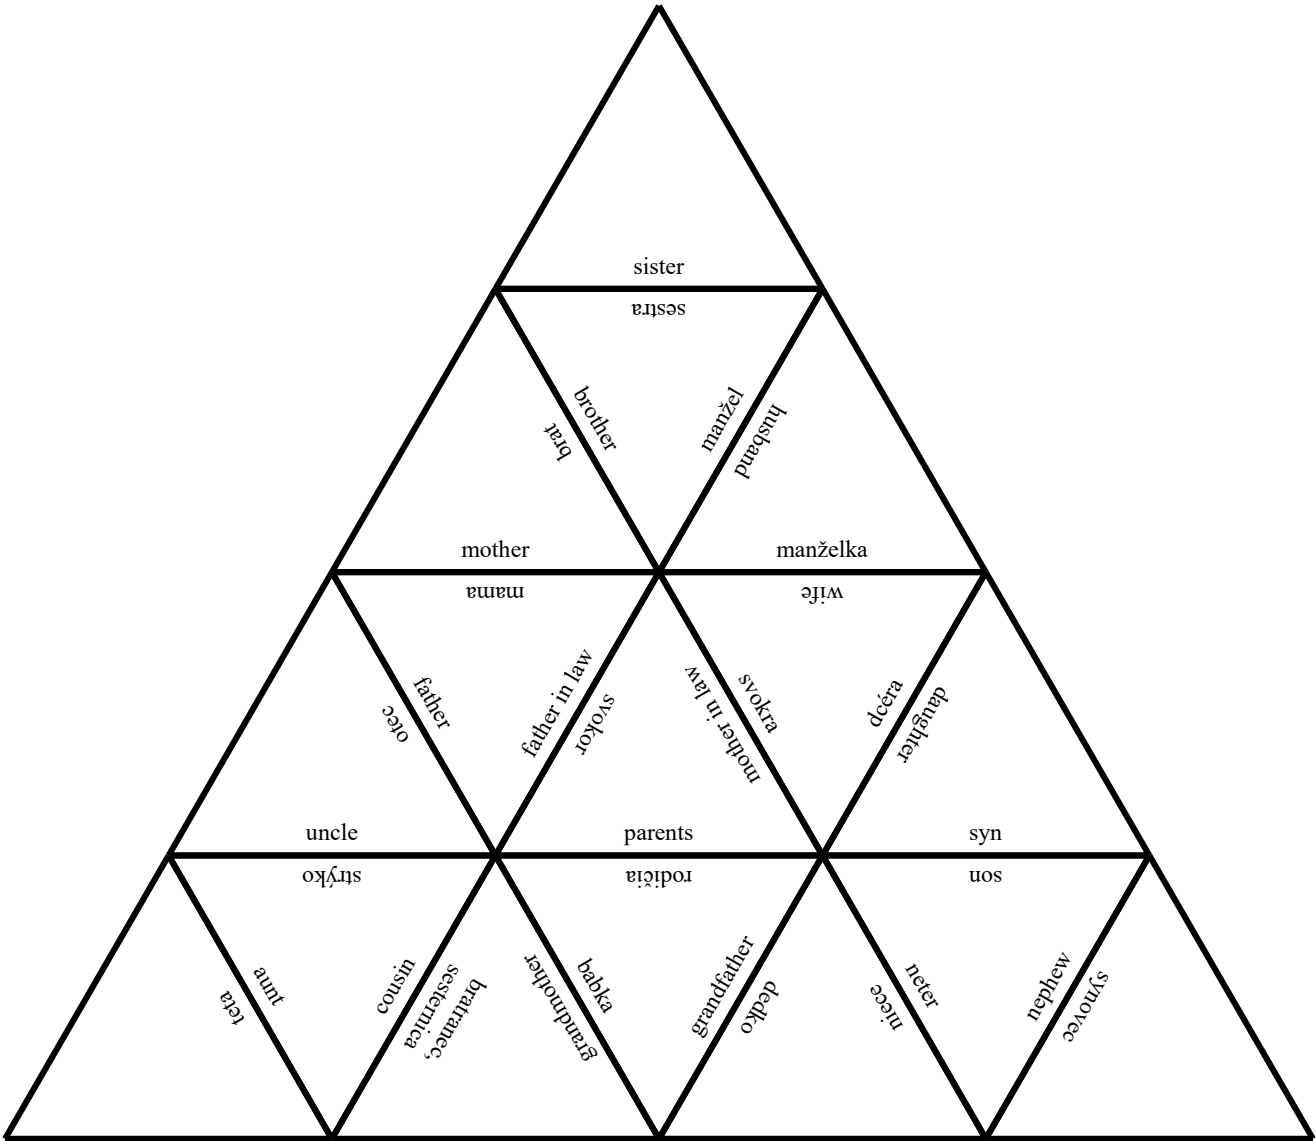 sister
sestra
brother
brat
manžel
husband
mother
mama
manželka
wife
father
otec
father in law
svokor
svokra
mother in law
dcéra
daughter
uncle
strýko
parents
rodičia
syn
son
aunt
teta
cousin
bratranec,
sesternica
babka
grandmother
grandfather
dedko
neter
niece
nephew
synovec